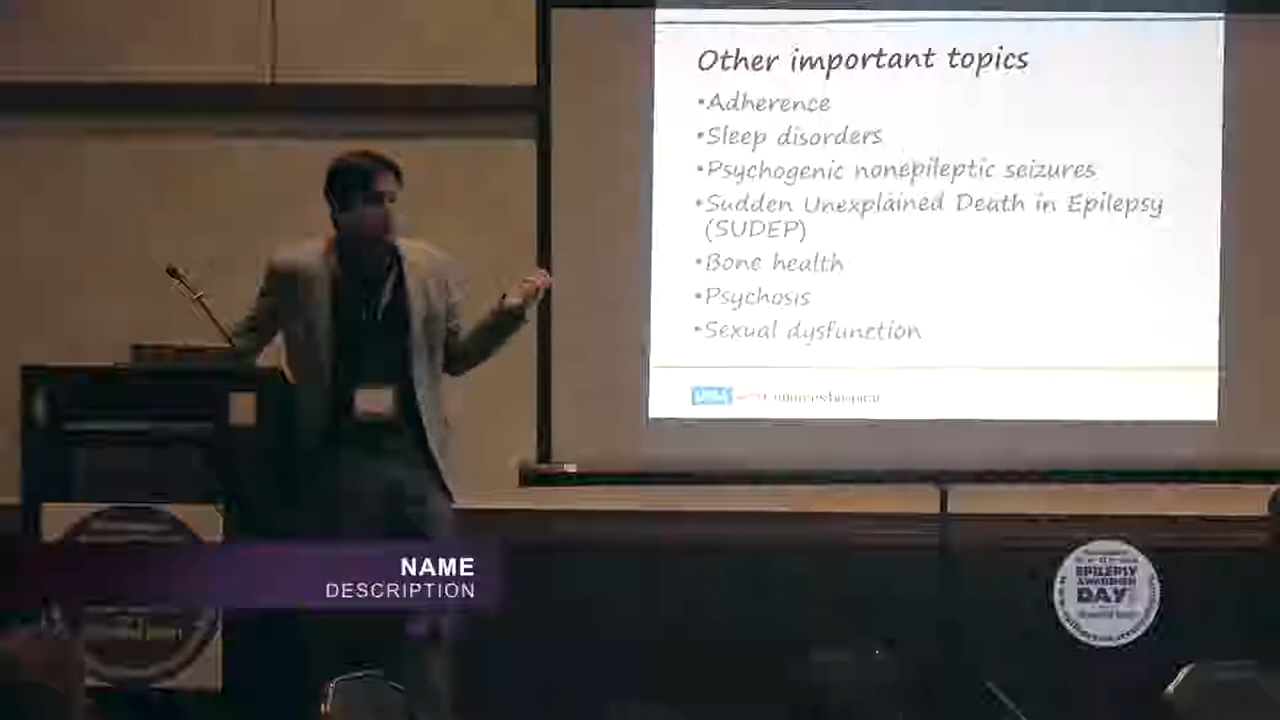 Other important topics
•Adherence
•Sleep disorders
•Psychogenic nonepileptic seizures
•Sudden Unexplained Death in Epilepsy
(SUDEP)
•Bone health
•Psychosis
•Sexual dysfunction
NAME
DESCRIPTION
EPILEPSY
AWARENESS
DAY